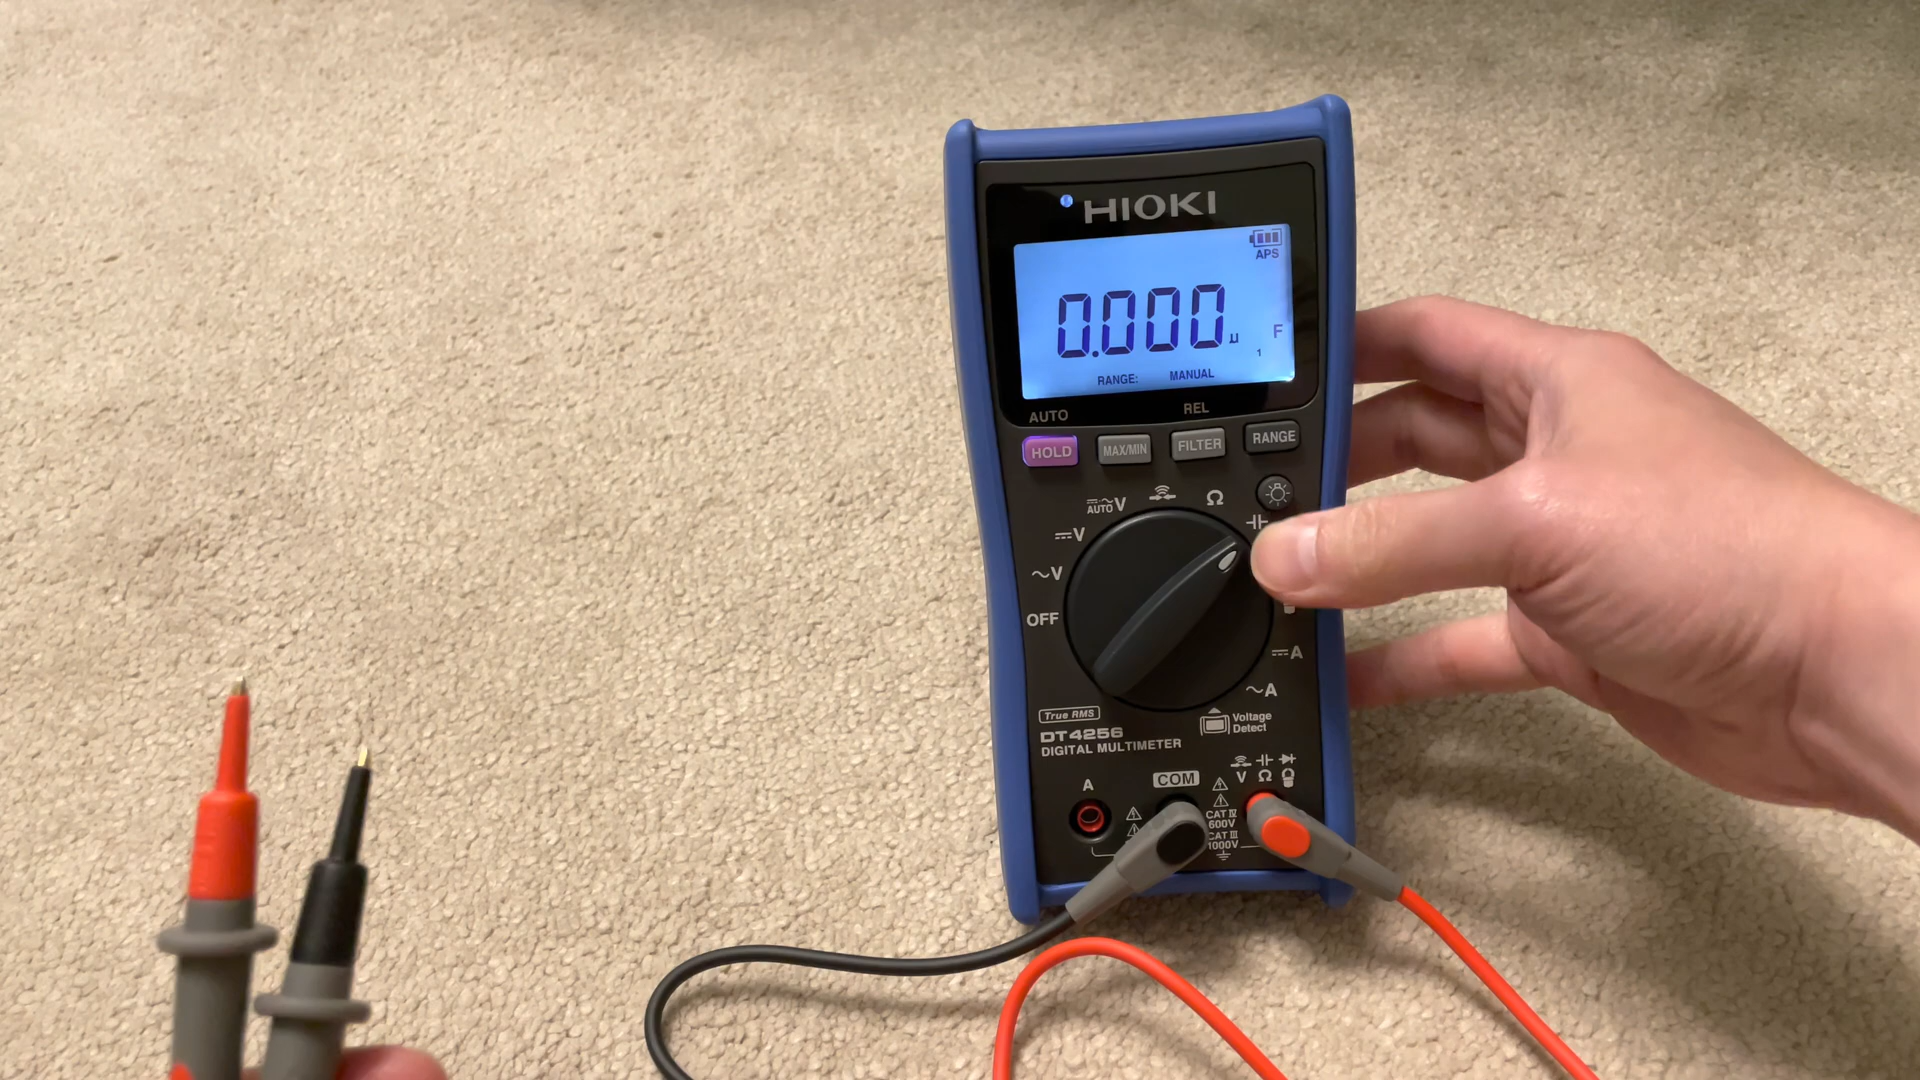 HIOKI
APS
0.000 µ F
1
RANGE: MANUAL
AUTO REL
HOLD MAX/MIN FILTER RANGE
AUTO V Ω
V
~V
OFF
A
~A
True RMS
DT4256
DIGITAL MULTIMETER
Voltage
Detect
A COM V Ω
CAT IV
600V
CAT III
1000V